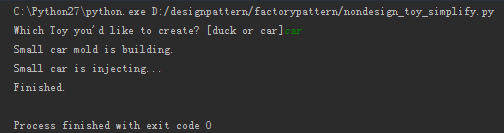 C:\Python27\python.exe D:/designpattern/factorypattern/nondesign_toy_simplify.py
Which Toy you'd like to create? [duck or car]car
Small car mold is building.
Small car is injecting...
Finished.
Process finished with exit code 0